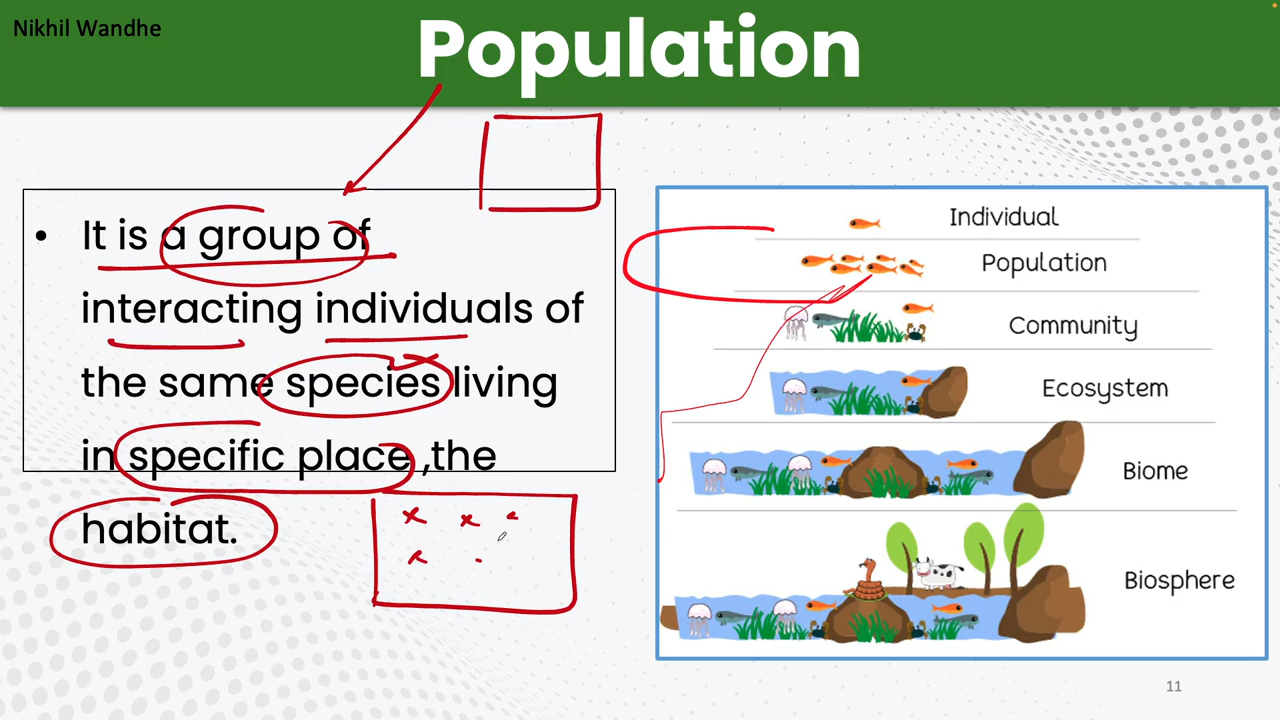 Nikhil Wandhe
Population
• It is a group of
interacting individuals of
the same species living
in specific place ,the
habitat.
Individual
Population
Community
Ecosystem
Biome
Biosphere
11